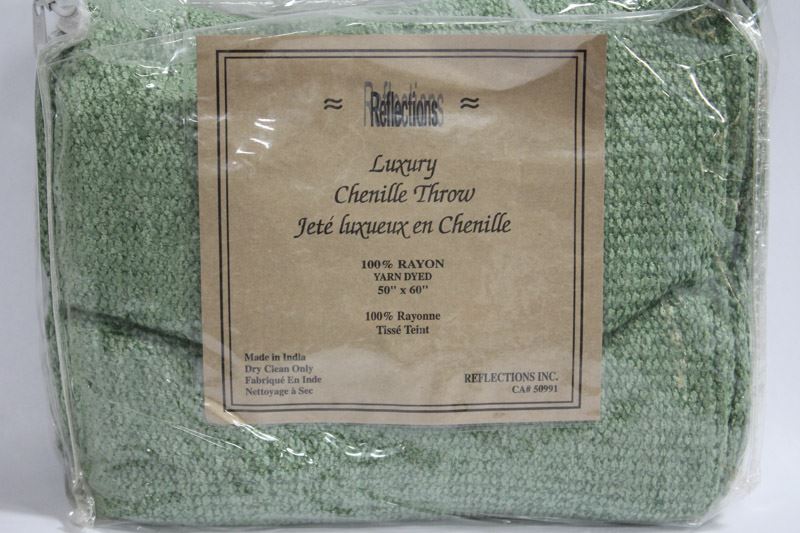 ≈ Reflections ≈
Luxury
Chenille Throw
Jeté luxueux en Chenille
100% RAYON
YARN DYED
50" x 60"
100% Rayonne
Tissé Teint
Made in India
Dry Clean Only
Fabriqué En Inde
Nettoyage à Sec
REFLECTIONS INC.
CA# 50991